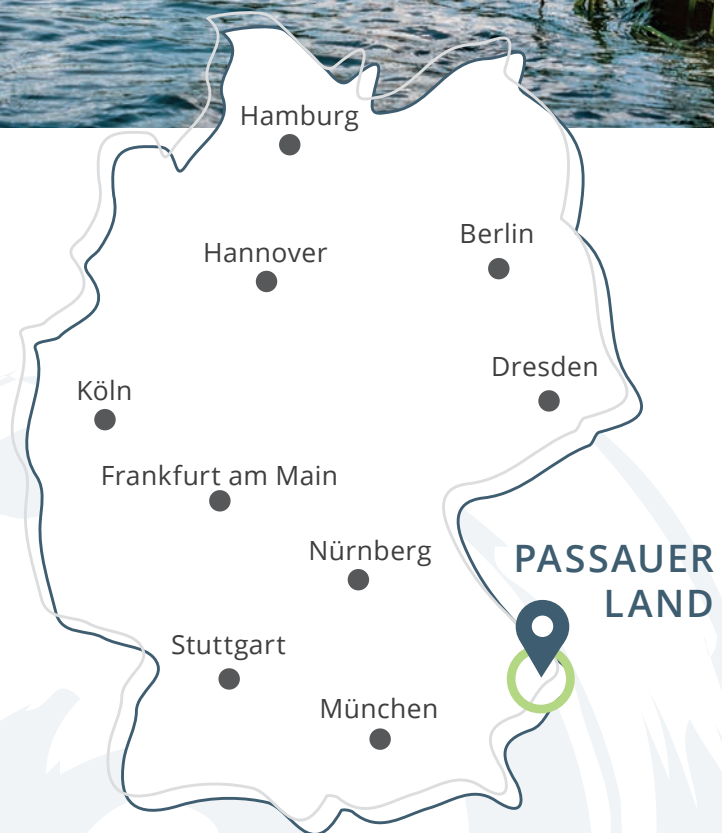 Hamburg
Berlin
Hannover
Dresden
Köln
Frankfurt am Main
Nürnberg
PASSAUER
LAND
Stuttgart
München